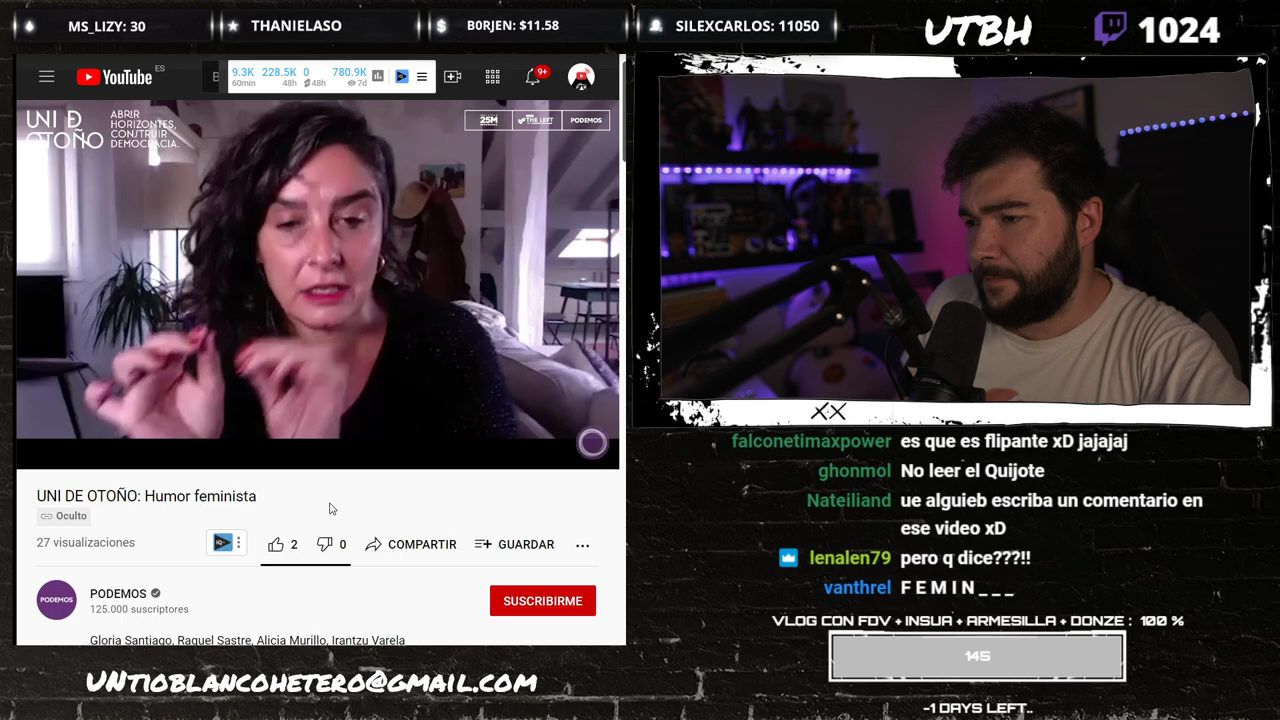 MS_LIZY: 30
THANIELASO
B0RJEN: $11.58
SILEXCARLOS: 11050
UTBH
1024
YouTube ES
9.3K 228.5K 0 780.9K
60min 48h 48h 7d
9+
UNI D OTOÑO
ABRIR
HORIZONTES,
CONSTRUIR
DEMOCRACIA.
25M
THE LEFT
PODEMOS
XX
UNI DE OTOÑO: Humor feminista
Oculto
27 visualizaciones
2
0
COMPARTIR
GUARDAR
PODEMOS
PODEMOS
125.000 suscriptores
SUSCRIBIRME
Gloria Santiago, Raquel Sastre, Alicia Murillo, Irantzu Varela
falconetimaxpower es que es flipante xD jajajaj
ghonmol No leer el Quijote
Nateiliand ue alguieb escriba un comentario en
ese video xD
lenalen79 pero q dice???!!
vanthrel F E M I N _ _ _
VLOG CON FDV + INSUA + ARMESILLA + DONZE : 100 %
145
-1 DAYS LEFT..
UNTIOBLANCOHETERO@GMAIL.COM